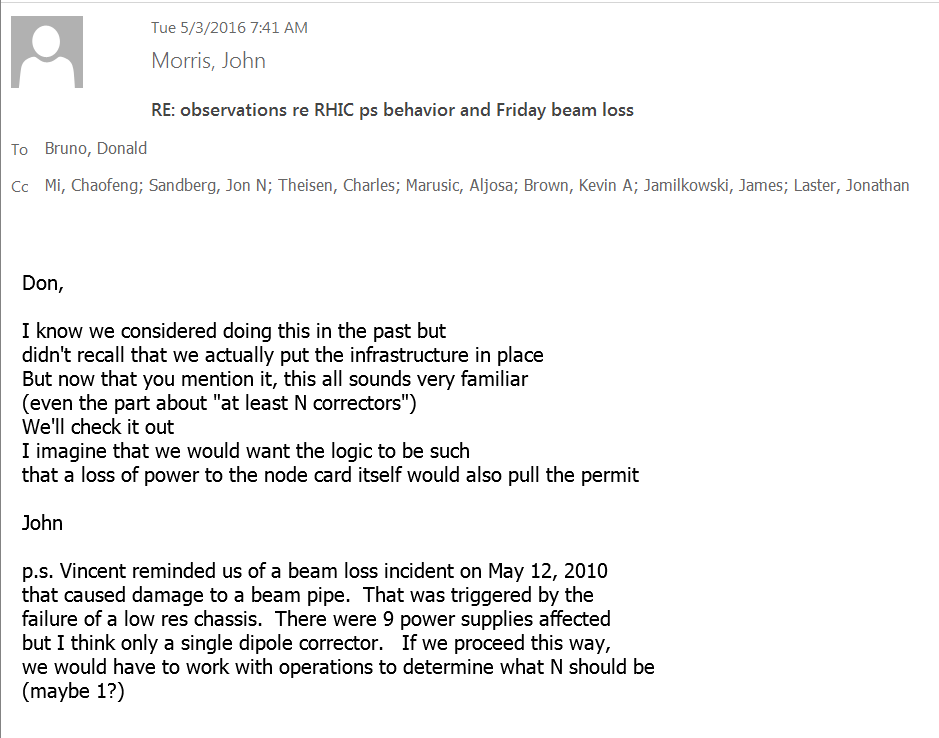 Tue 5/3/2016 7:41 AM
Morris, John
RE: observations re RHIC ps behavior and Friday beam loss
To Bruno, Donald
Cc Mi, Chaofeng; Sandberg, Jon N; Theisen, Charles; Marusic, Aljosa; Brown, Kevin A; Jamilkowski, James; Laster, Jonathan
Don,
I know we considered doing this in the past but
didn't recall that we actually put the infrastructure in place
But now that you mention it, this all sounds very familiar
(even the part about "at least N correctors")
We'll check it out
I imagine that we would want the logic to be such
that a loss of power to the node card itself would also pull the permit
John
p.s. Vincent reminded us of a beam loss incident on May 12, 2010
that caused damage to a beam pipe.  That was triggered by the
failure of a low res chassis.  There were 9 power supplies affected
but I think only a single dipole corrector.   If we proceed this way,
we would have to work with operations to determine what N should be
(maybe 1?)